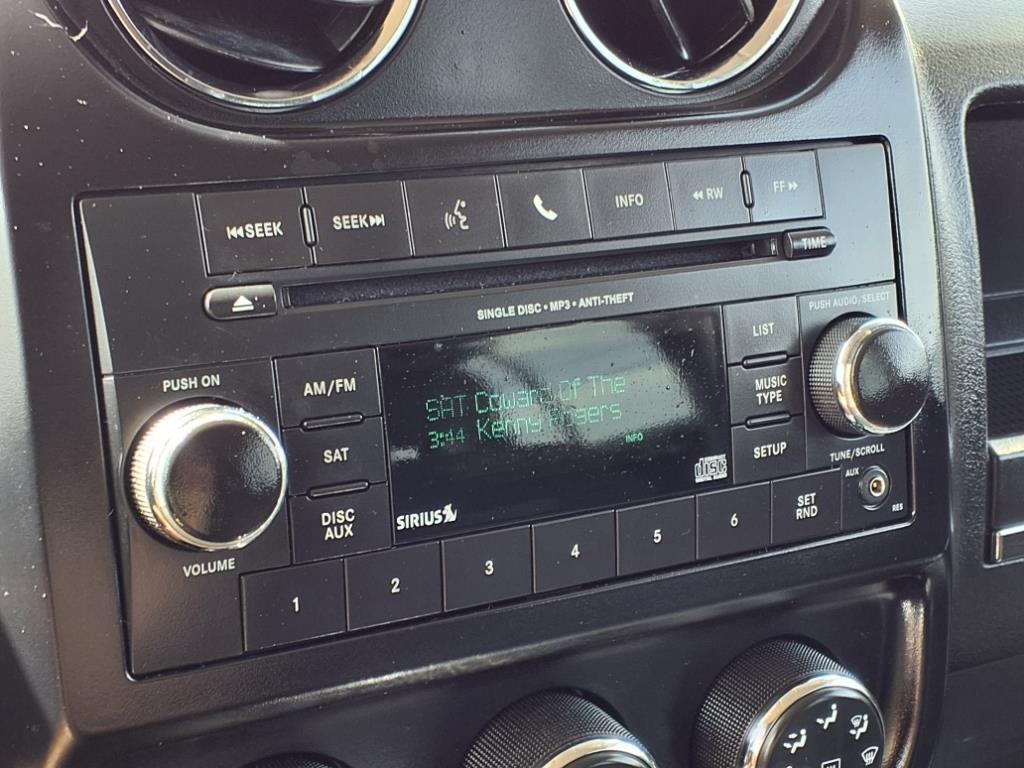 SEEK
SEEK
INFO
RW
FF
TIME
SINGLE DISC • MP3 • ANTI-THEFT
PUSH AUDIO/SELECT
PUSH ON
AM/FM
SAT
DISC AUX
VOLUME
SAT Coward Of The
3:44 Kenny Rogers
INFO
SIRIUS
disc
LIST
MUSIC TYPE
SETUP
TUNE/SCROLL
AUX
RES
1
2
3
4
5
6
SET RND